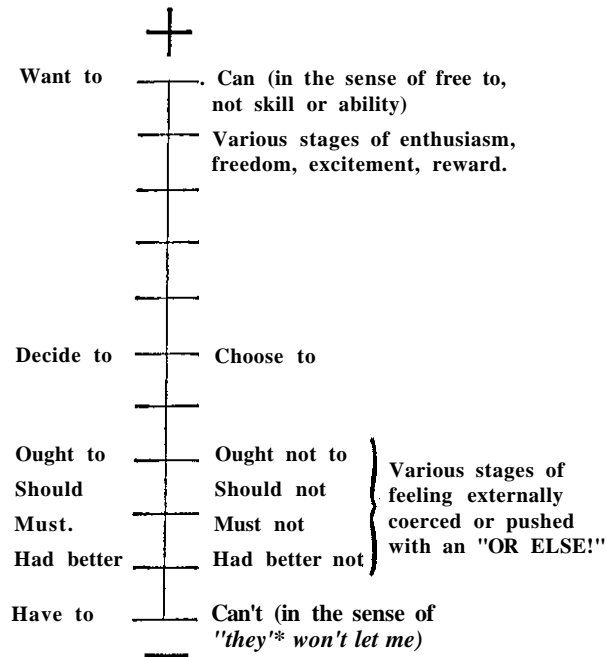 +
Want to
. Can (in the sense of free to,
not skill or ability)
Various stages of enthusiasm,
freedom, excitement, reward.
Decide to
Choose to
Ought to
Ought not to
Should
Should not
Must.
Must not
Had better
Had better not
Various stages of
feeling externally
coerced or pushed
with an "OR ELSE!"
Have to
Can't (in the sense of
"they'* won't let me)
—